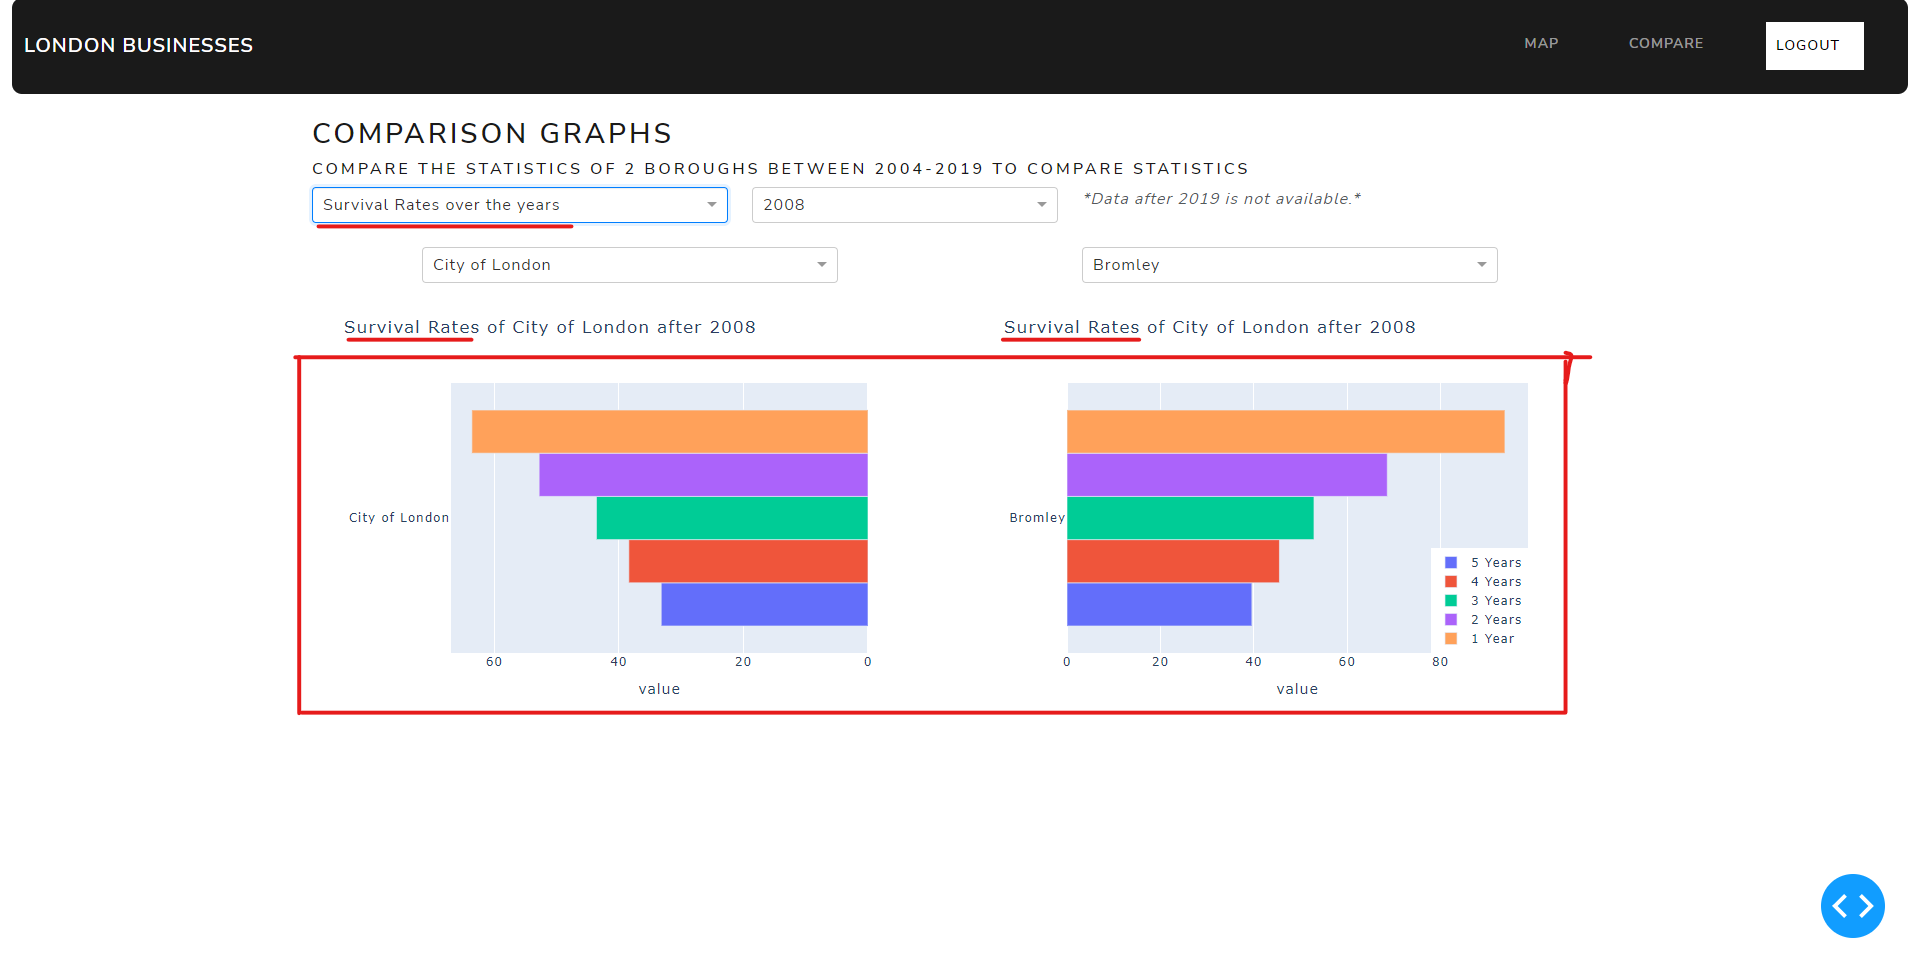 LONDON BUSINESSES
MAP
COMPARE
LOGOUT
COMPARISON GRAPHS
COMPARE THE STATISTICS OF 2 BOROUGHS BETWEEN 2004-2019 TO COMPARE STATISTICS
Survival Rates over the years
2008
*Data after 2019 is not available.*
City of London
Bromley
Survival Rates of City of London after 2008
Survival Rates of City of London after 2008
City of London
60 40 20 0
value
Bromley
0 20 40 60 80
value
5 Years
4 Years
3 Years
2 Years
1 Year